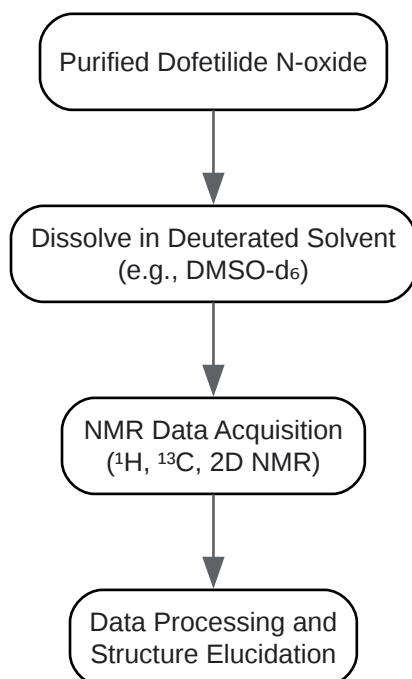 Purified Dofetilide N-oxide
Dissolve in Deuterated Solvent
(e.g., DMSO-d₆)
NMR Data Acquisition
(¹H, ¹³C, 2D NMR)
Data Processing and
Structure Elucidation